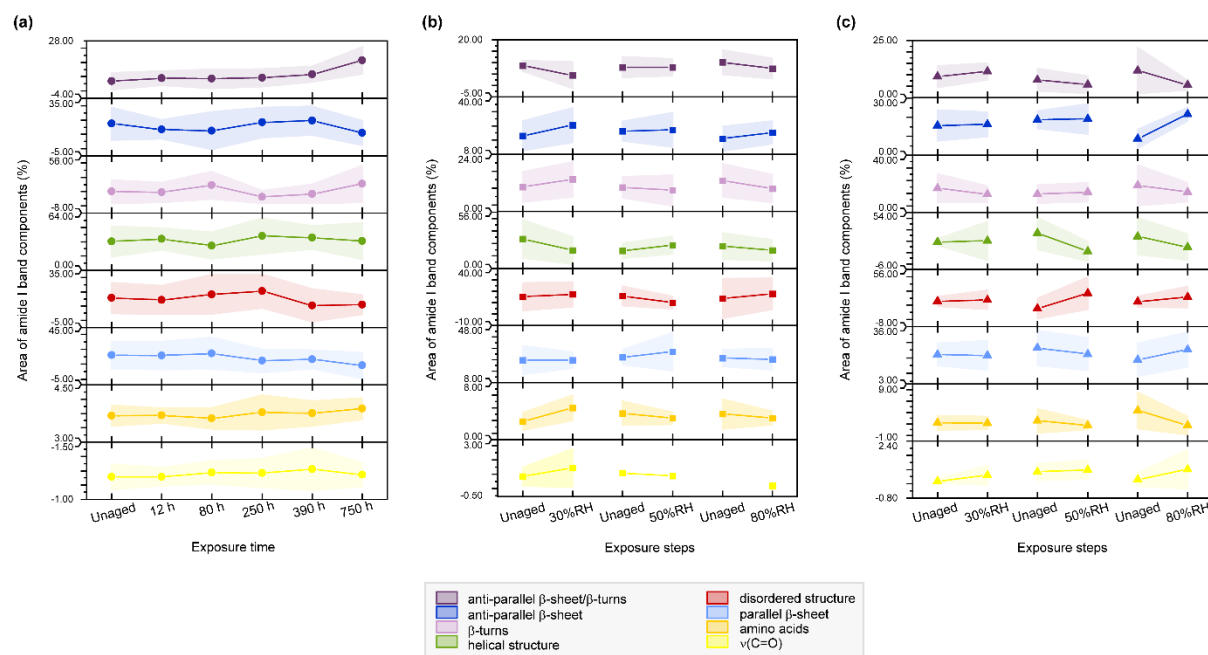 (a)
(b)
(c)
Area of amide I band components (%)
28.00
-4.00
35.00
-5.00
56.00
-8.00
64.00
0.00
35.00
-5.00
45.00
-5.00
4.50
3.00
-1.50
-1.00
Unaged
12 h
80 h
250 h
390 h
750 h
Exposure time
Area of amide I band components (%)
20.00
-5.00
40.00
8.00
24.00
0.00
56.00
0.00
40.00
-10.00
48.00
8.00
8.00
0.00
3.00
-0.50
Unaged
30%RH
Unaged
50%RH
Unaged
80%RH
Exposure steps
Area of amide I band components (%)
25.00
0.00
30.00
0.00
40.00
0.00
54.00
-6.00
66.00
-8.00
36.00
3.00
9.00
-1.00
2.40
-0.80
Unaged
30%RH
Unaged
50%RH
Unaged
80%RH
Exposure steps
anti-parallel β-sheet/β-turns
anti-parallel β-sheet
β-turns
helical structure
disordered structure
parallel β-sheet
amino acids
ν(C=O)